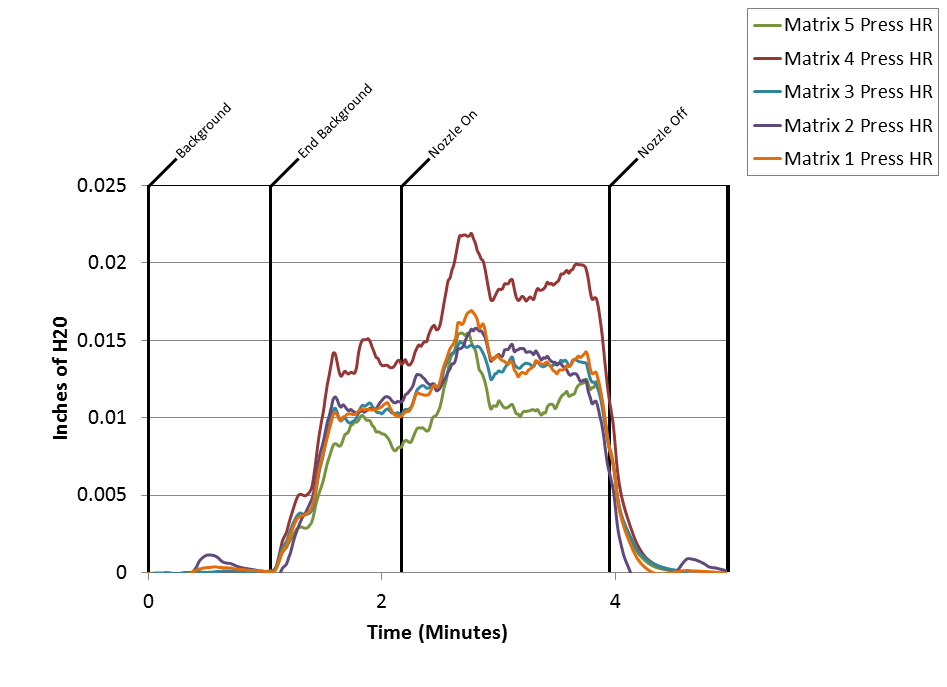 Matrix 5 Press HR
Matrix 4 Press HR
Matrix 3 Press HR
Matrix 2 Press HR
Matrix 1 Press HR
Background
End Background
Nozzle On
Nozzle Off
0.025
0.02
0.015
0.01
0.005
0
Inches of H20
0
2
4
Time (Minutes)